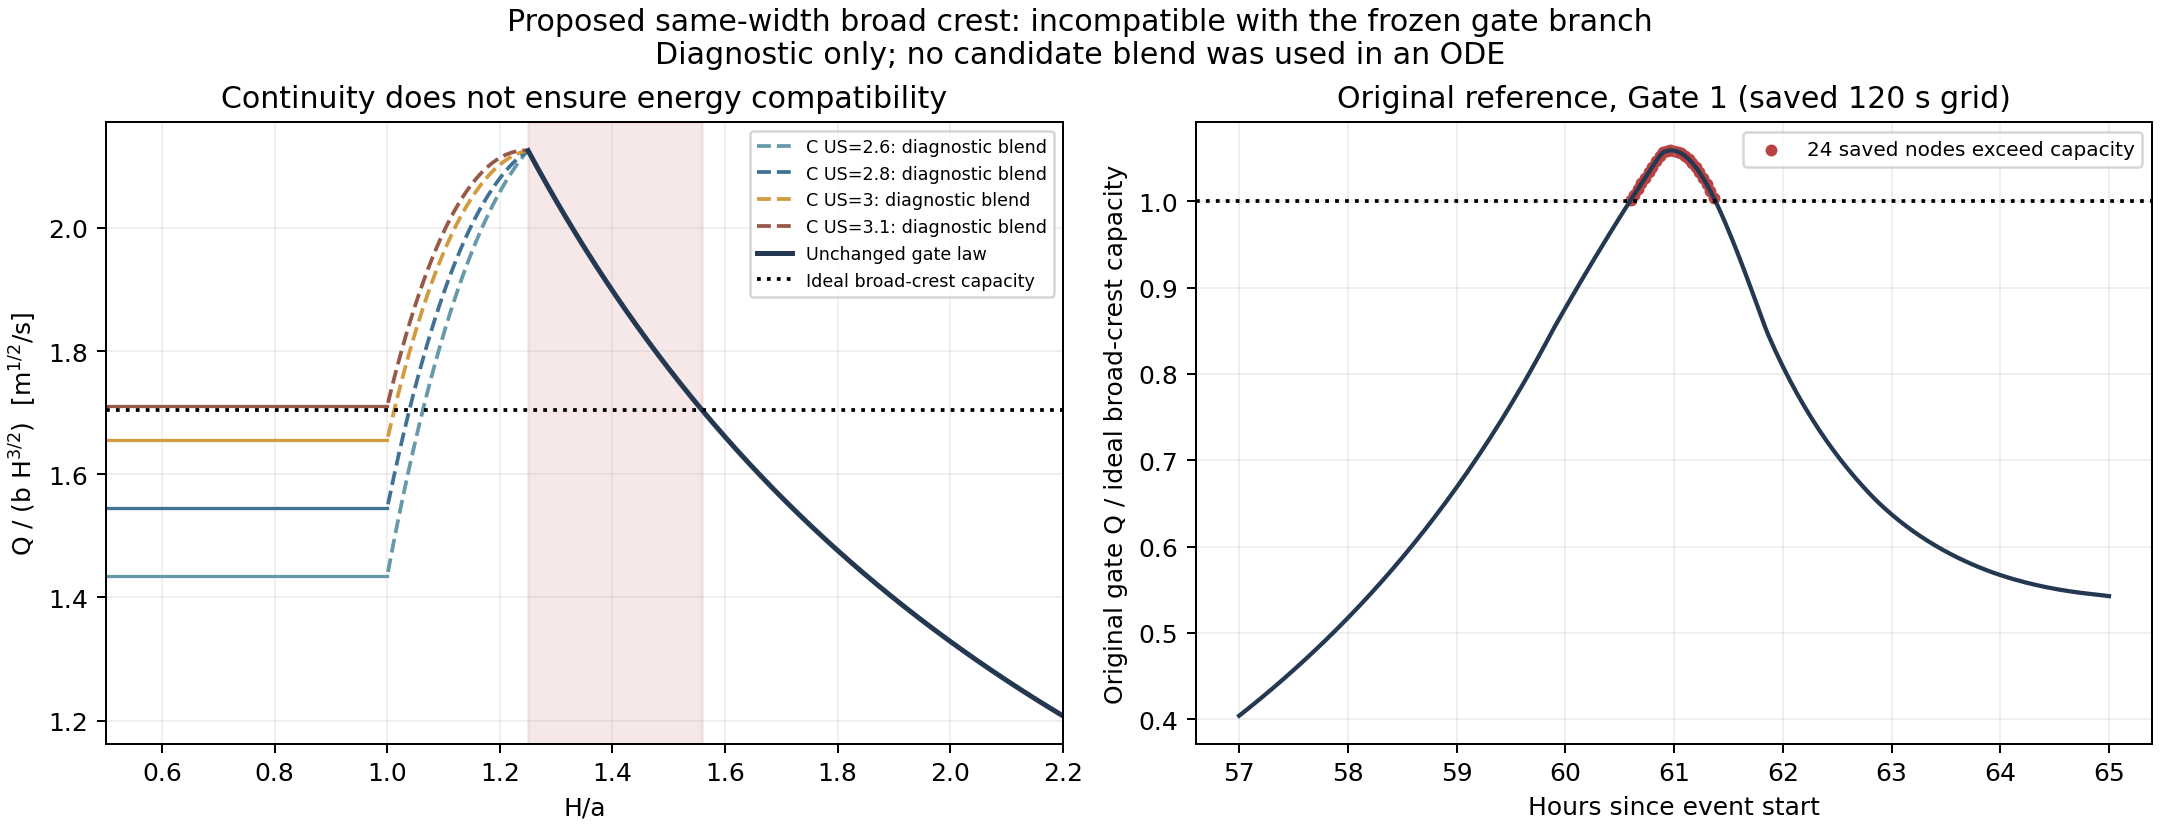 Proposed same-width broad crest: incompatible with the frozen gate branch
Diagnostic only; no candidate blend was used in an ODE
Continuity does not ensure energy compatibility
Q / (b H^{3/2}) [m^{1/2}/s]
2.0
1.8
1.6
1.4
1.2
C US=2.6: diagnostic blend
C US=2.8: diagnostic blend
C US=3: diagnostic blend
C US=3.1: diagnostic blend
Unchanged gate law
Ideal broad-crest capacity
0.6 0.8 1.0 1.2 1.4 1.6 1.8 2.0 2.2
H/a
Original reference, Gate 1 (saved 120 s grid)
Original gate Q / ideal broad-crest capacity
1.0
0.9
0.8
0.7
0.6
0.5
0.4
24 saved nodes exceed capacity
57 58 59 60 61 62 63 64 65
Hours since event start